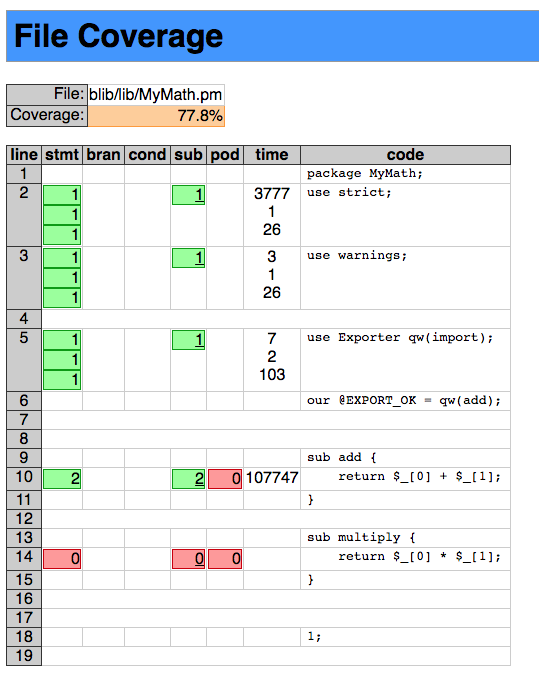 File Coverage
File: blib/lib/MyMath.pm
Coverage: 77.8%
line stmt bran cond sub pod time code
1 package MyMath;
2 1 1 3777 use strict;
1 1
1 26
3 1 1 3 use warnings;
1 1
1 26
4
5 1 1 7 use Exporter qw(import);
1 2
1 103
6 our @EXPORT_OK = qw(add);
7
8
9 sub add {
10 2 2 0 107747 return $_[0] + $_[1];
11 }
12
13 sub multiply {
14 0 0 0 return $_[0] * $_[1];
15 }
16
17
18 1;
19